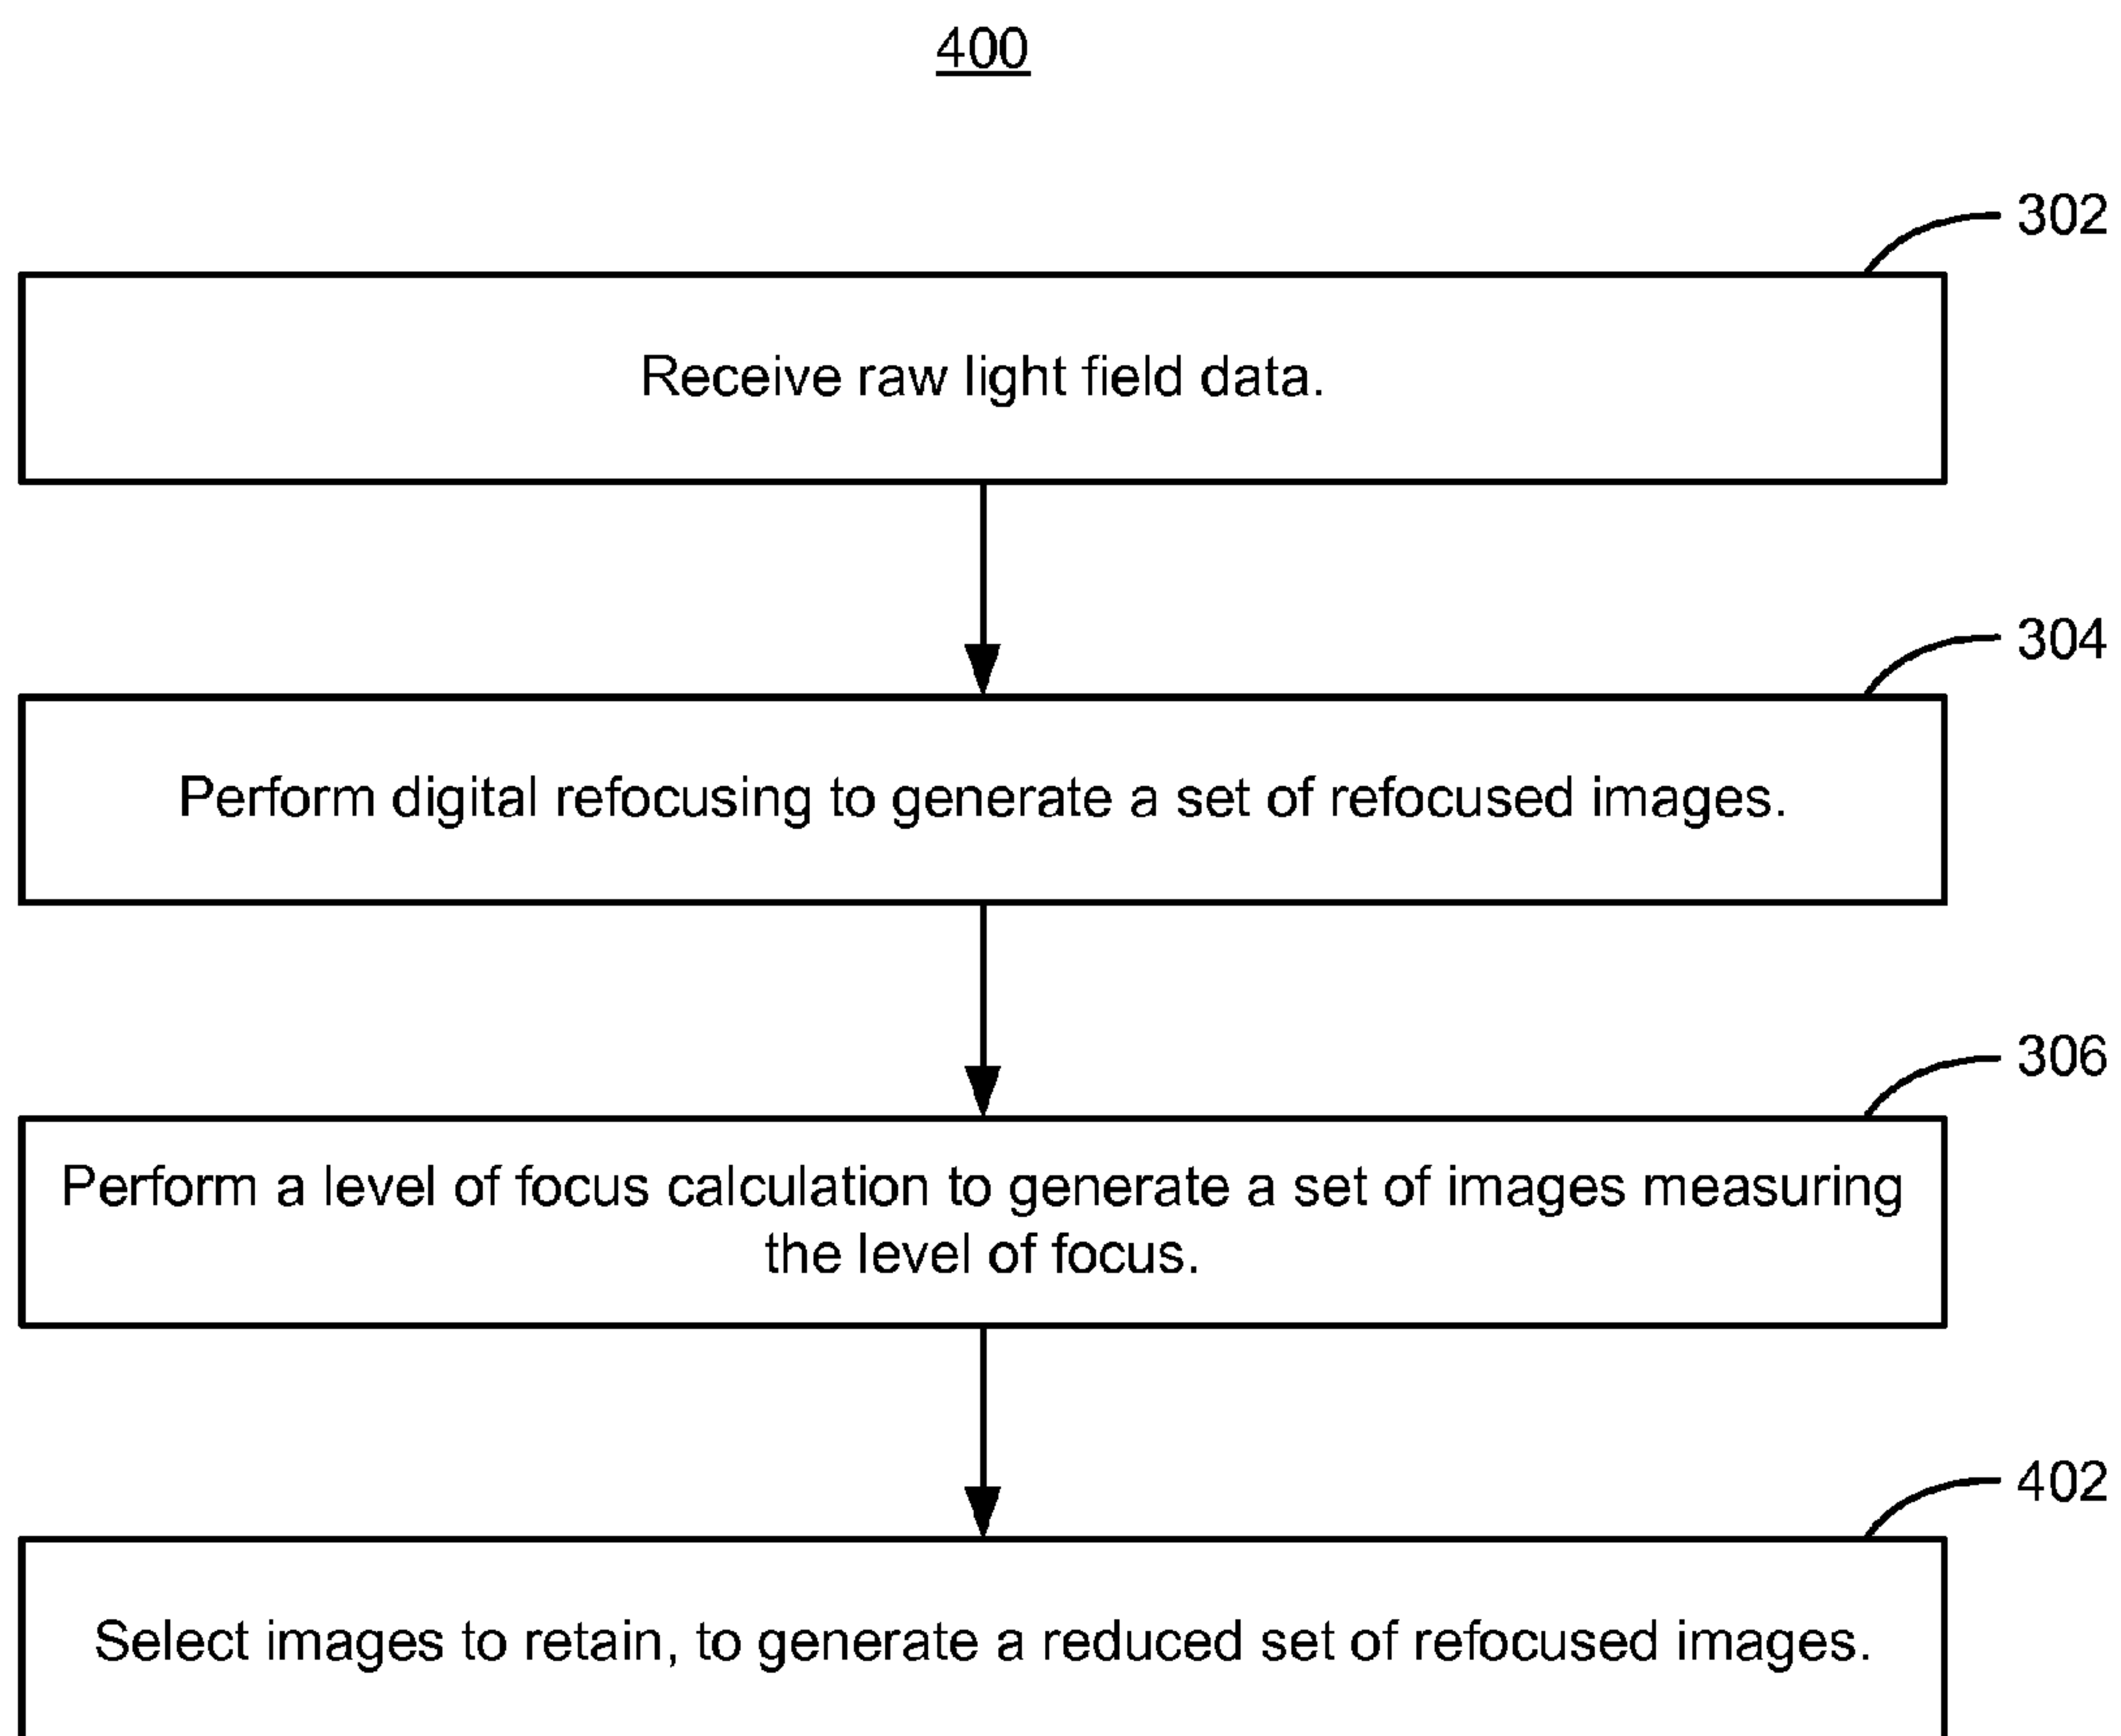 400
302
Receive raw light field data.
304
Perform digital refocusing to generate a set of refocused images.
306
Perform a level of focus calculation to generate a set of images measuring
the level of focus.
402
Select images to retain, to generate a reduced set of refocused images.